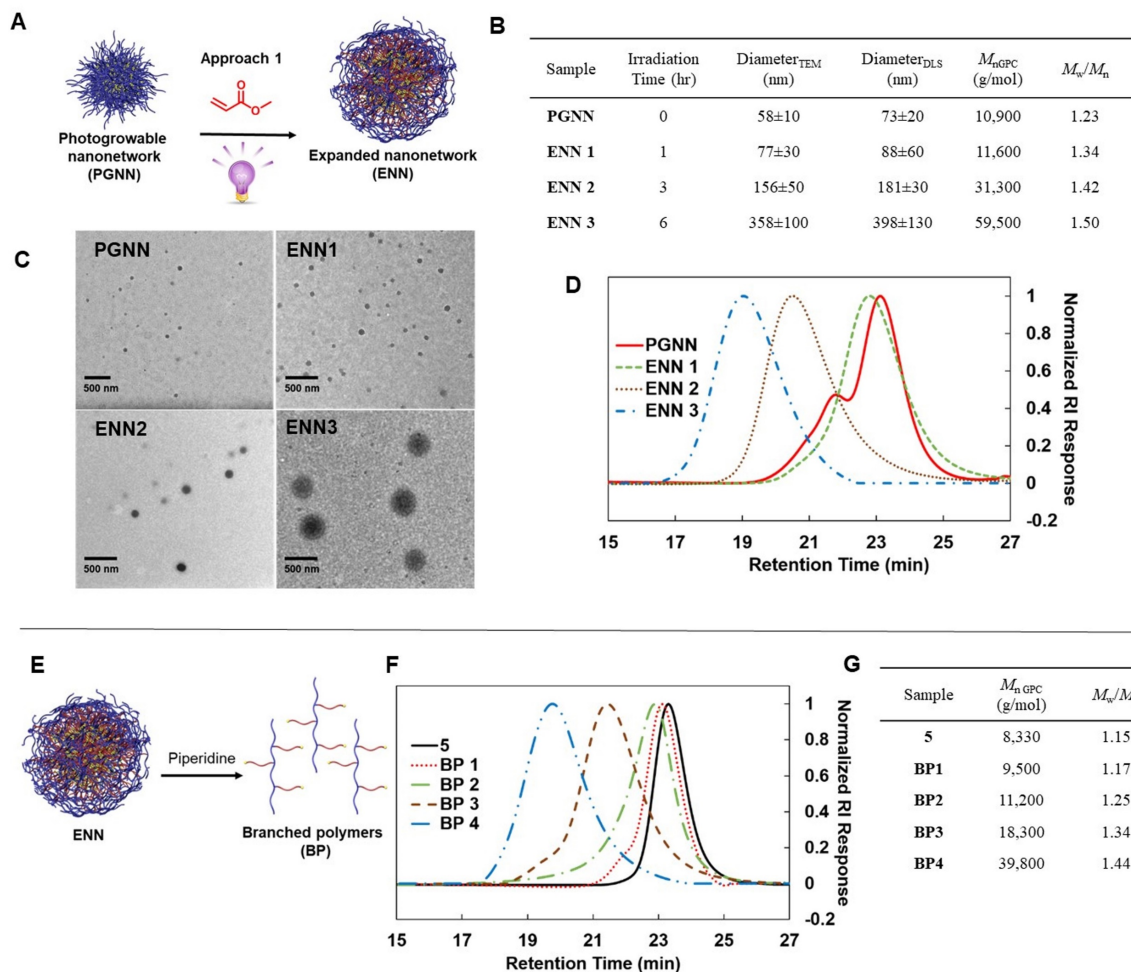 A
Approach 1
O
O
Photogrowable
nanonetwork
(PGNN)
Expanded nanonetwork
(ENN)
B
Sample Irradiation Time (hr) DiameterTEM (nm) DiameterDLS (nm) MnGPC (g/mol) Mw/Mn
PGNN 0 58±10 73±20 10,900 1.23
ENN 1 1 77±30 88±60 11,600 1.34
ENN 2 3 156±50 181±30 31,300 1.42
ENN 3 6 358±100 398±130 59,500 1.50
C
PGNN
500 nm
ENN1
500 nm
ENN2
500 nm
ENN3
500 nm
D
PGNN
ENN 1
ENN 2
ENN 3
1
0.8
0.6
0.4
0.2
0
-0.2
Normalized RI Response
15 17 19 21 23 25 27
Retention Time (min)
E
ENN
Piperidine
Branched polymers
(BP)
F
5
BP 1
BP 2
BP 3
BP 4
1
0.8
0.6
0.4
0.2
0
-0.2
Normalized RI Response
15 17 19 21 23 25 27
Retention Time (min)
G
Sample Mn GPC (g/mol) Mw/M
5 8,330 1.15
BP1 9,500 1.17
BP2 11,200 1.25
BP3 18,300 1.34
BP4 39,800 1.44